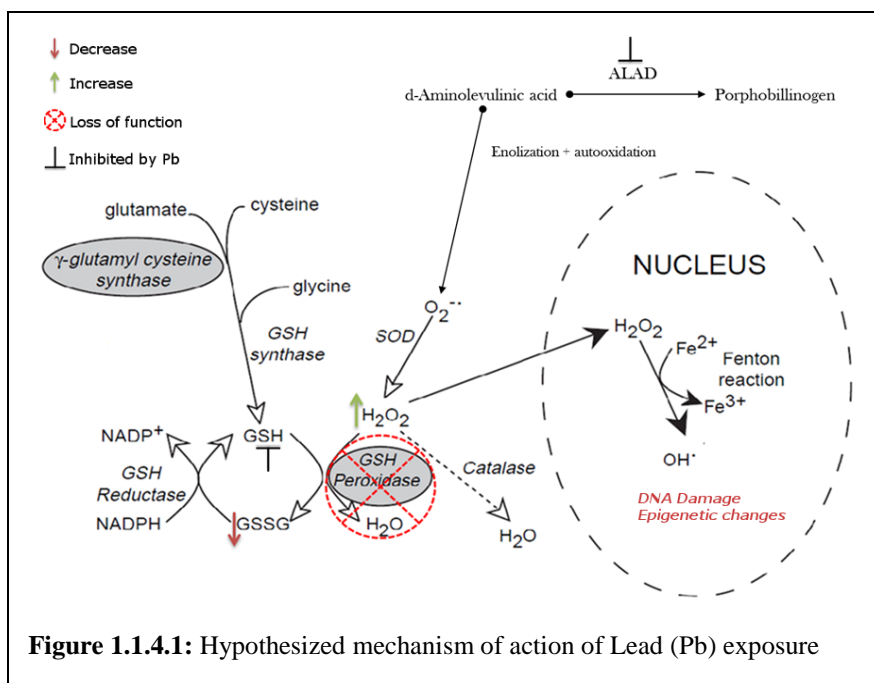 Decrease
Increase
Loss of function
Inhibited by Pb
ALAD
d-Aminolevulinic acid
Porphobillinogen
Enolization + autooxidation
glutamate
cysteine
γ-glutamyl cysteine
synthase
glycine
GSH
synthase
O₂⁻·
SOD
H₂O₂
NADP⁺
GSH
GSH
Reductase
NADPH
GSSG
GSH
Peroxidase
H₂O
Catalase
H₂O
NUCLEUS
H₂O₂
Fe²⁺
Fenton
reaction
Fe³⁺
OH·
DNA Damage
Epigenetic changes
Figure 1.1.4.1: Hypothesized mechanism of action of Lead (Pb) exposure